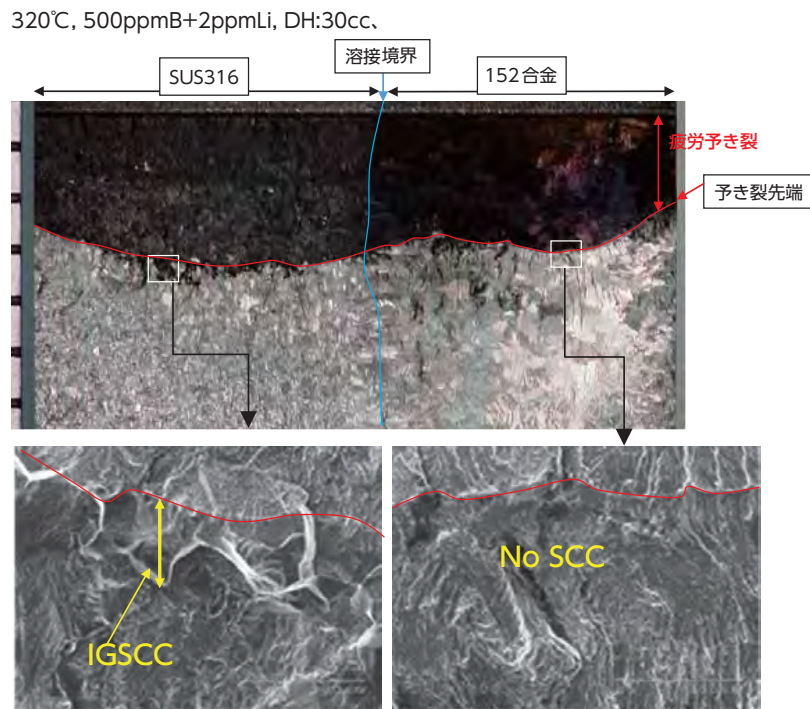 320℃, 500ppmB+2ppmLi, DH:30cc、
溶接境界
SUS316
152合金
疲労予き裂
予き裂先端
No SCC
IGSCC